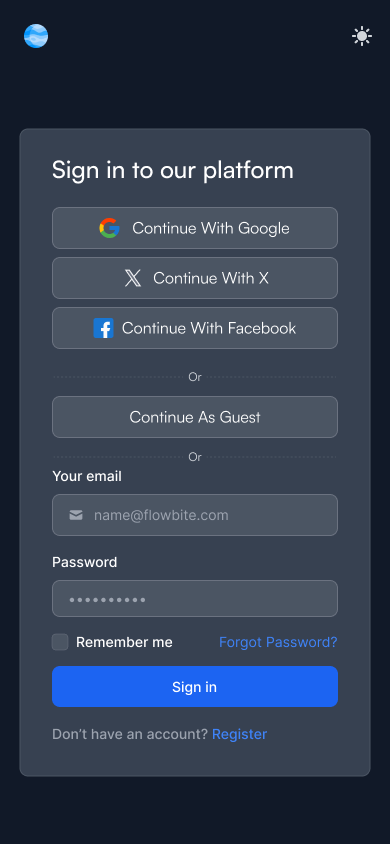 Sign in to our platform
Continue With Google
Continue With X
Continue With Facebook
Or
Continue As Guest
Or
Your email
name@flowbite.com
Password
••••••••••
Remember me Forgot Password?
Sign in
Don’t have an account? Register